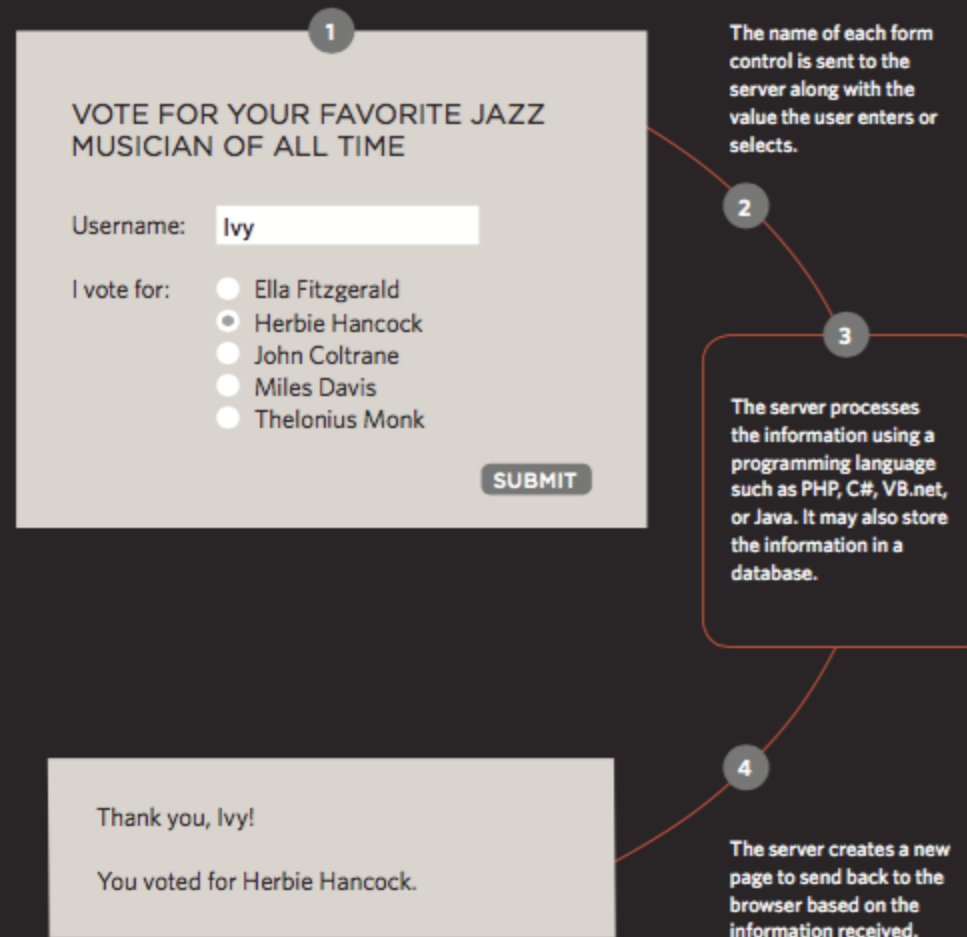 1
VOTE FOR YOUR FAVORITE JAZZ
MUSICIAN OF ALL TIME
Username: Ivy
I vote for: Ella Fitzgerald
Herbie Hancock
John Coltrane
Miles Davis
Thelonius Monk
SUBMIT
The name of each form
control is sent to the
server along with the
value the user enters or
selects.
2
3
The server processes
the information using a
programming language
such as PHP, C#, VB.net,
or Java. It may also store
the information in a
database.
4
The server creates a new
page to send back to the
browser based on the
information received.
Thank you, Ivy!
You voted for Herbie Hancock.